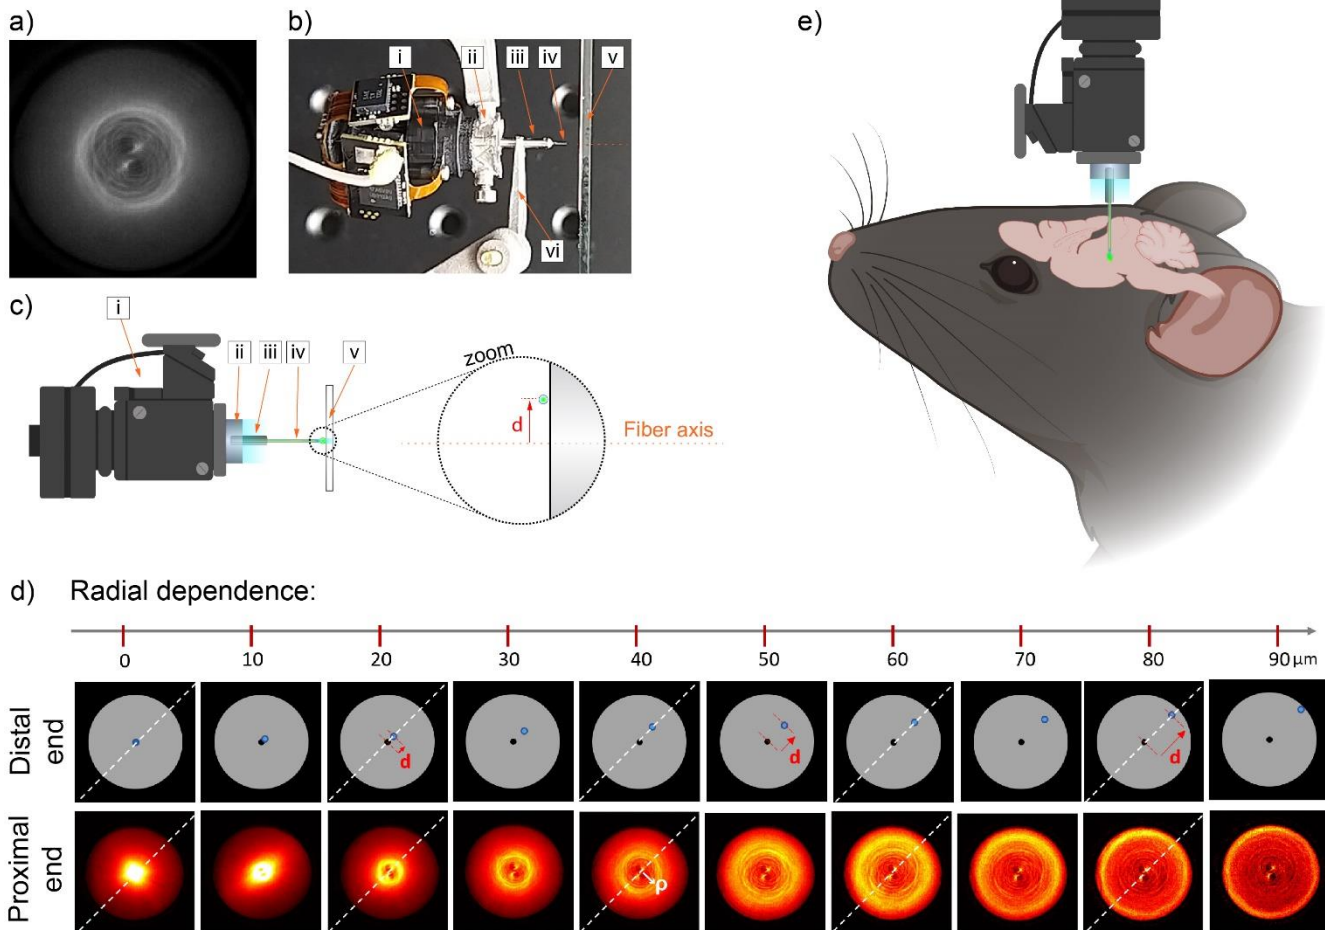 a)
b)
i
ii
iii
iv
v
vi
e)
c)
i
ii
iii
iv
v
zoom
d
Fiber axis
d) Radial dependence:
0 10 20 30 40 50 60 70 80 90 µm
Distal end
d
d
d
Proximal end
ρ